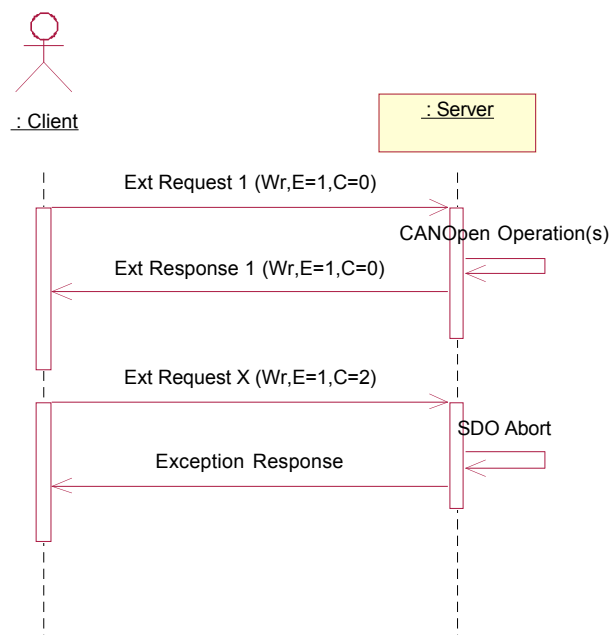 : Client
: Server
Ext Request 1 (Wr,E=1,C=0)
CANOpen Operation(s)
Ext Response 1 (Wr,E=1,C=0)
Ext Request X (Wr,E=1,C=2)
SDO Abort
Exception Response